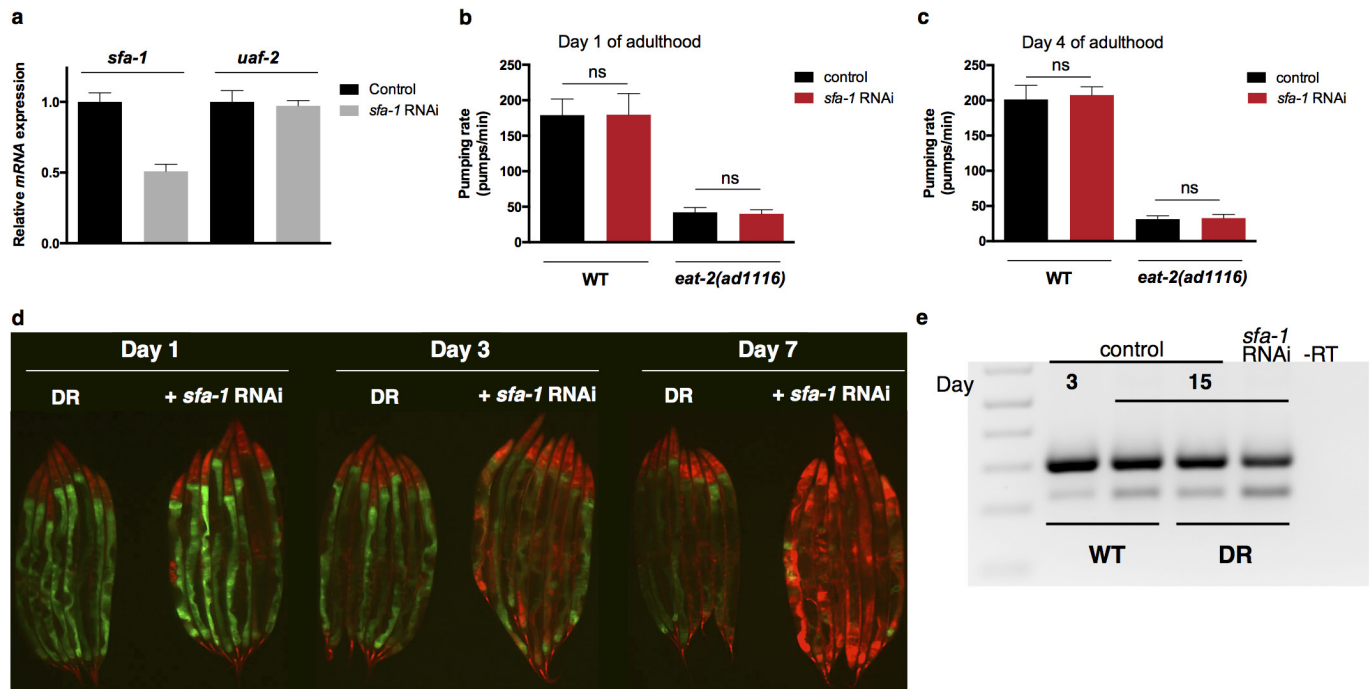 a
sfa-1 uaf-2
Relative mRNA expression
1.0
0.5
0.0
Control
sfa-1 RNAi
b
Day 1 of adulthood
Pumping rate
(pumps/min)
250
200
150
100
50
0
ns
ns
control
sfa-1 RNAi
WT eat-2(ad1116)
c
Day 4 of adulthood
Pumping rate
(pumps/min)
250
200
150
100
50
0
ns
ns
control
sfa-1 RNAi
WT eat-2(ad1116)
d
Day 1 Day 3 Day 7
DR + sfa-1 RNAi DR + sfa-1 RNAi DR + sfa-1 RNAi
e
sfa-1
control RNAi -RT
Day 3 15
WT DR